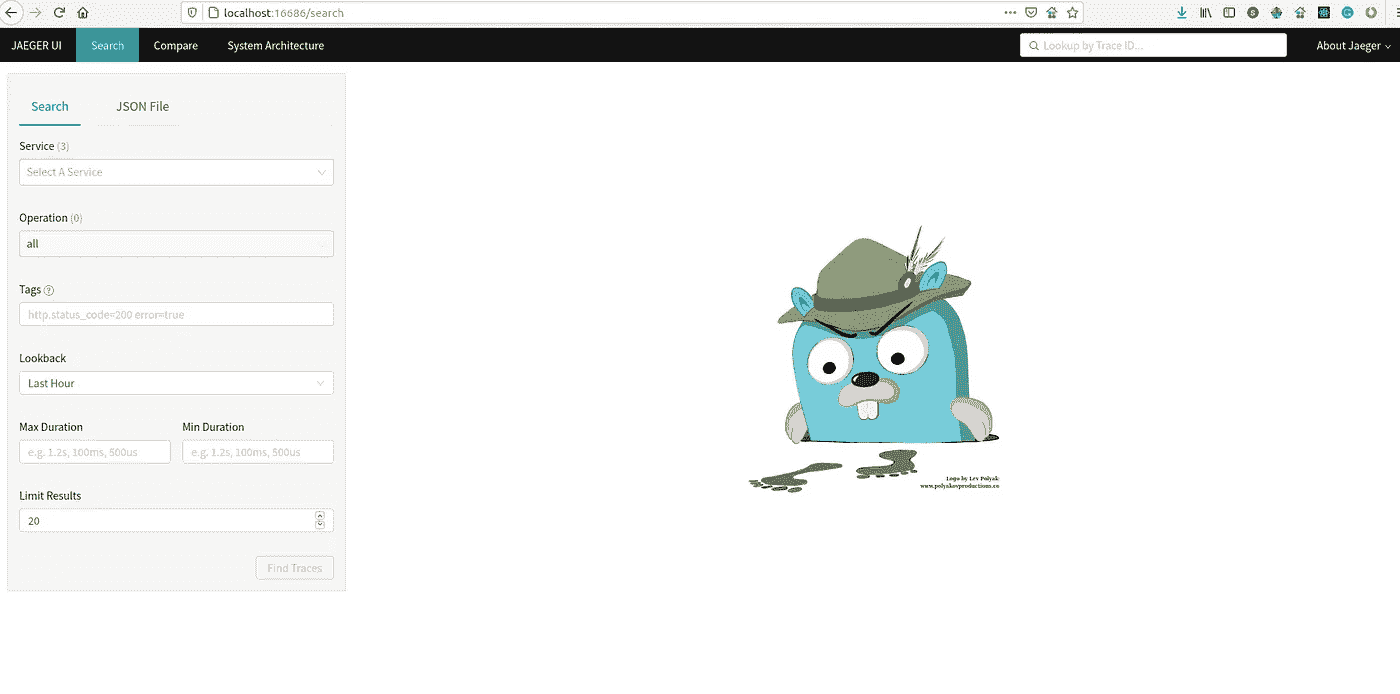 localhost:16686/search
JAEGER UI Search Compare System Architecture Lookup by Trace ID... About Jaeger
Search JSON File
Service (3)
Select A Service
Operation (0)
all
Tags ?
http.status_code=200 error=true
Lookback
Last Hour
Max Duration Min Duration
e.g. 1.2s, 100ms, 500us e.g. 1.2s, 100ms, 500us
Limit Results
20
Find Traces
Logo by Lev Polyak
www.polyakovproductions.co